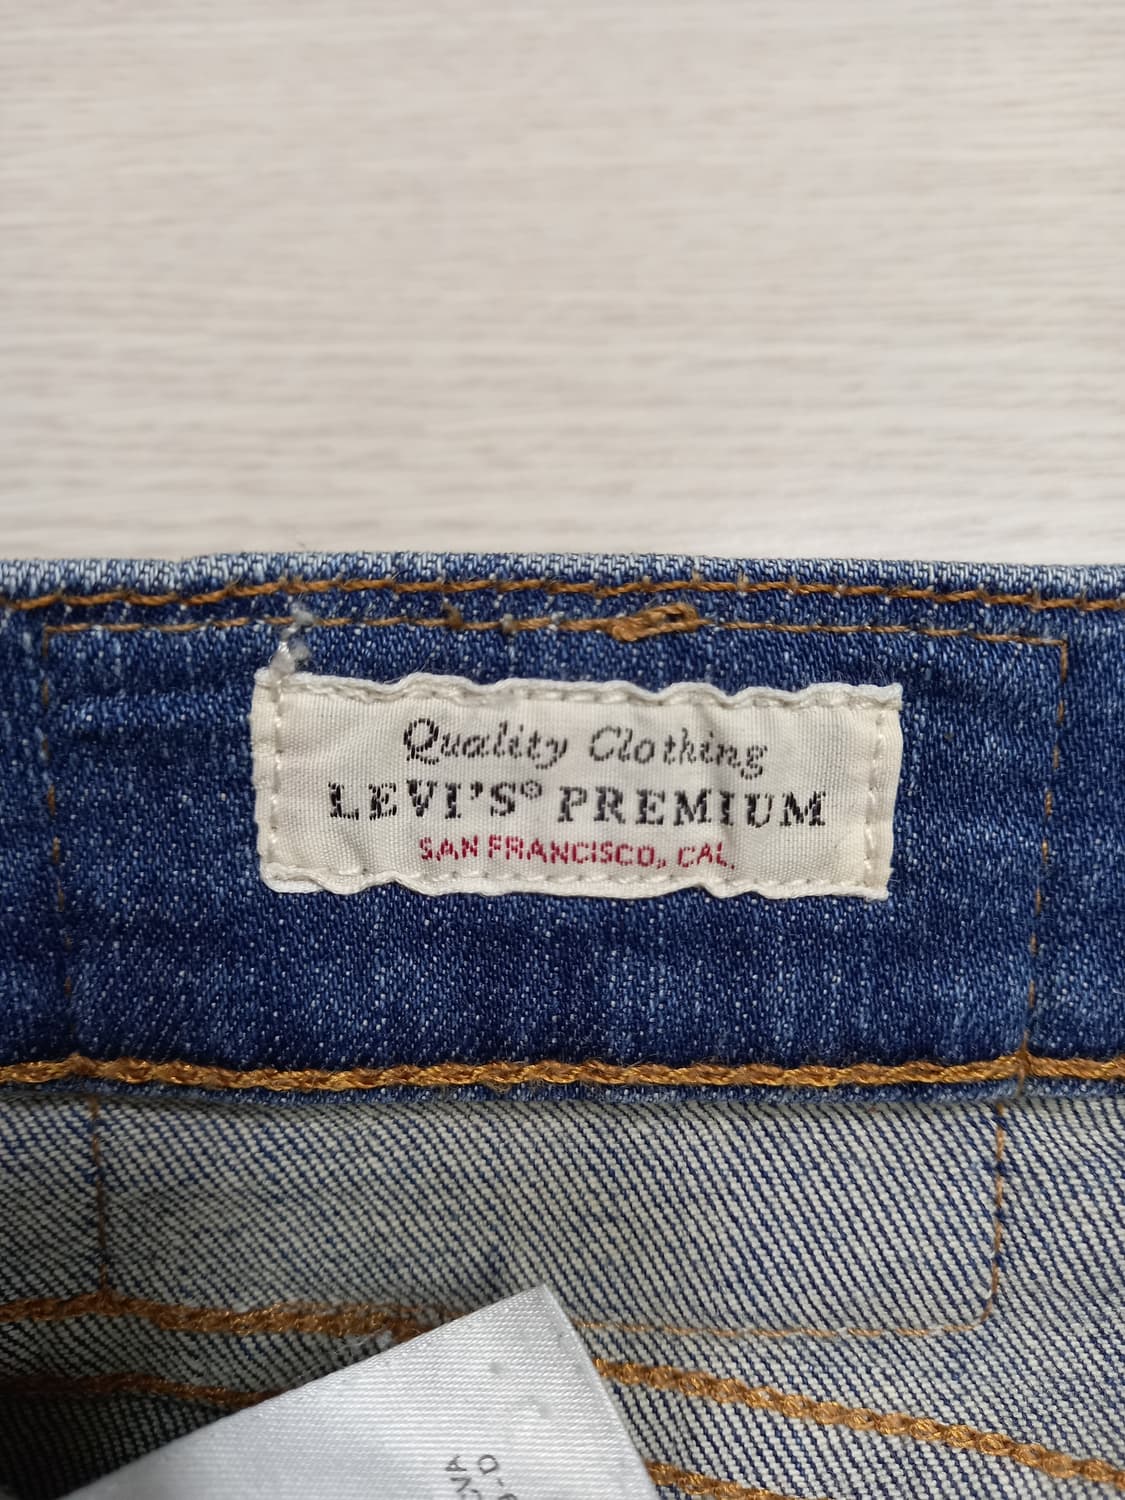 Quality Clothing
LEVI'S® PREMIUM
SAN FRANCISCO, CAL.